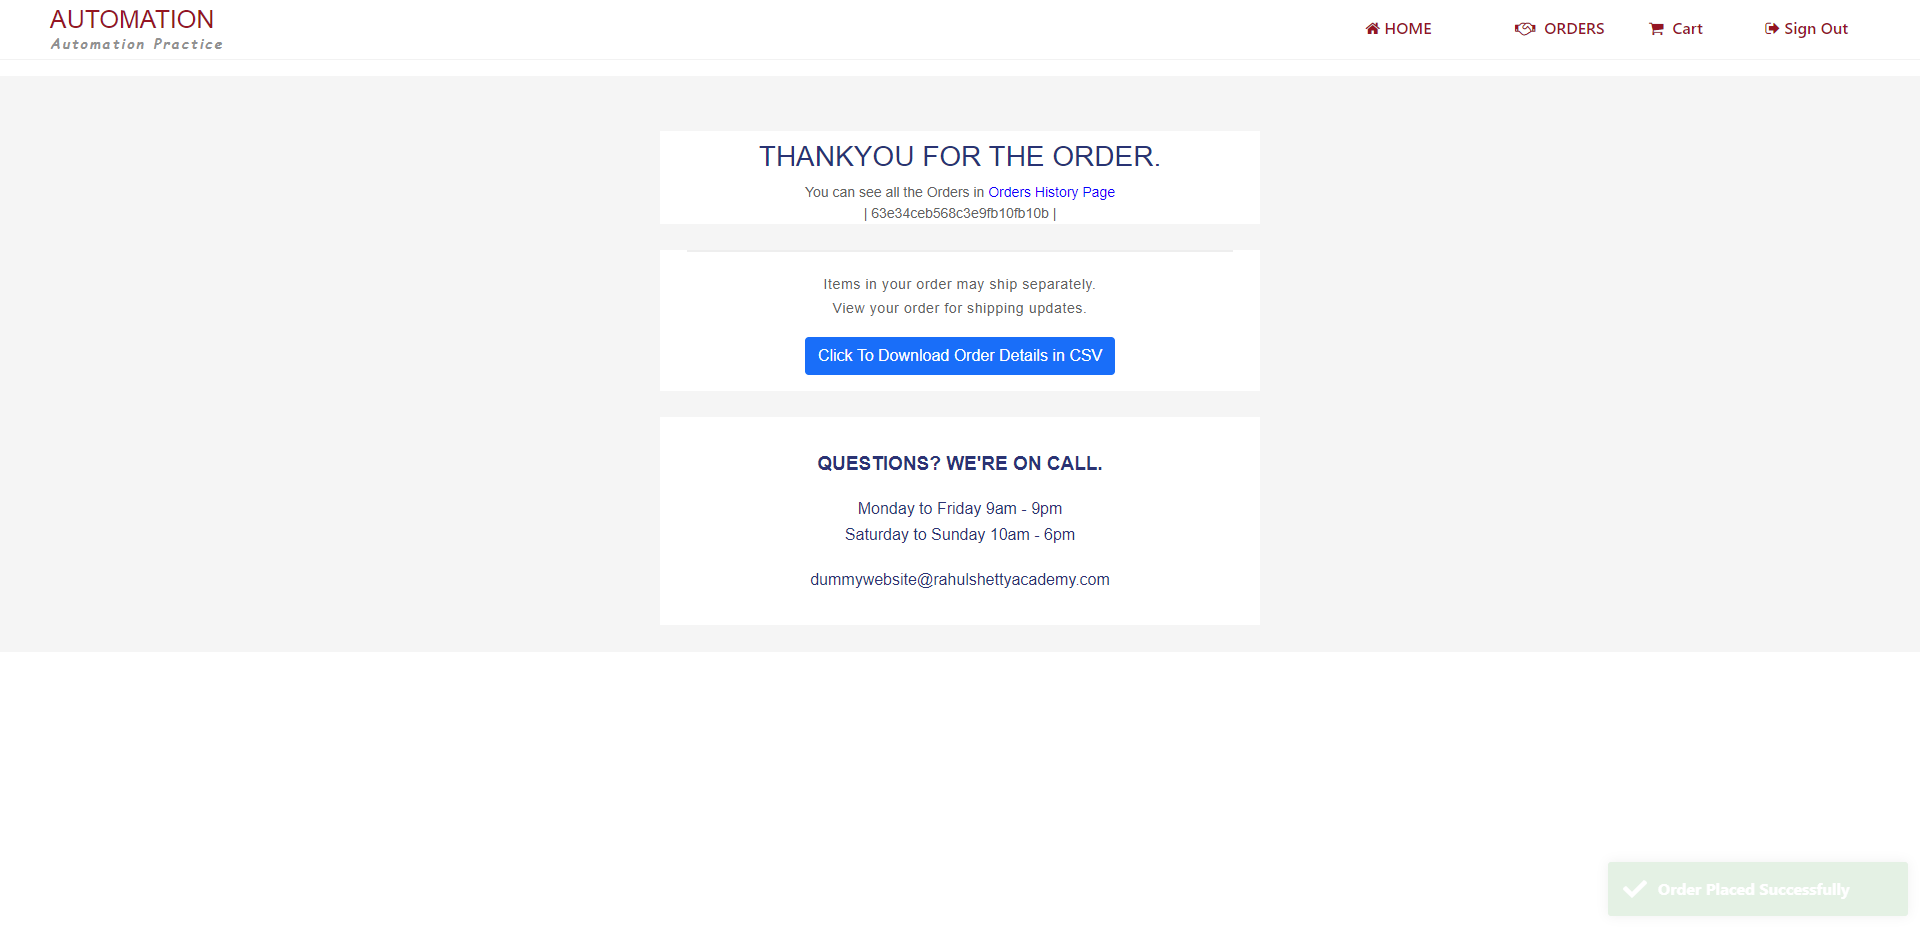 AUTOMATION
Automation Practice
HOME
ORDERS
Cart
Sign Out
THANKYOU FOR THE ORDER.
You can see all the Orders in Orders History Page
| 63e34ceb568c3e9fb10fb10b |
Items in your order may ship separately.
View your order for shipping updates.
Click To Download Order Details in CSV
QUESTIONS? WE'RE ON CALL.
Monday to Friday 9am - 9pm
Saturday to Sunday 10am - 6pm
dummywebsite@rahulshettyacademy.com
Order Placed Successfully